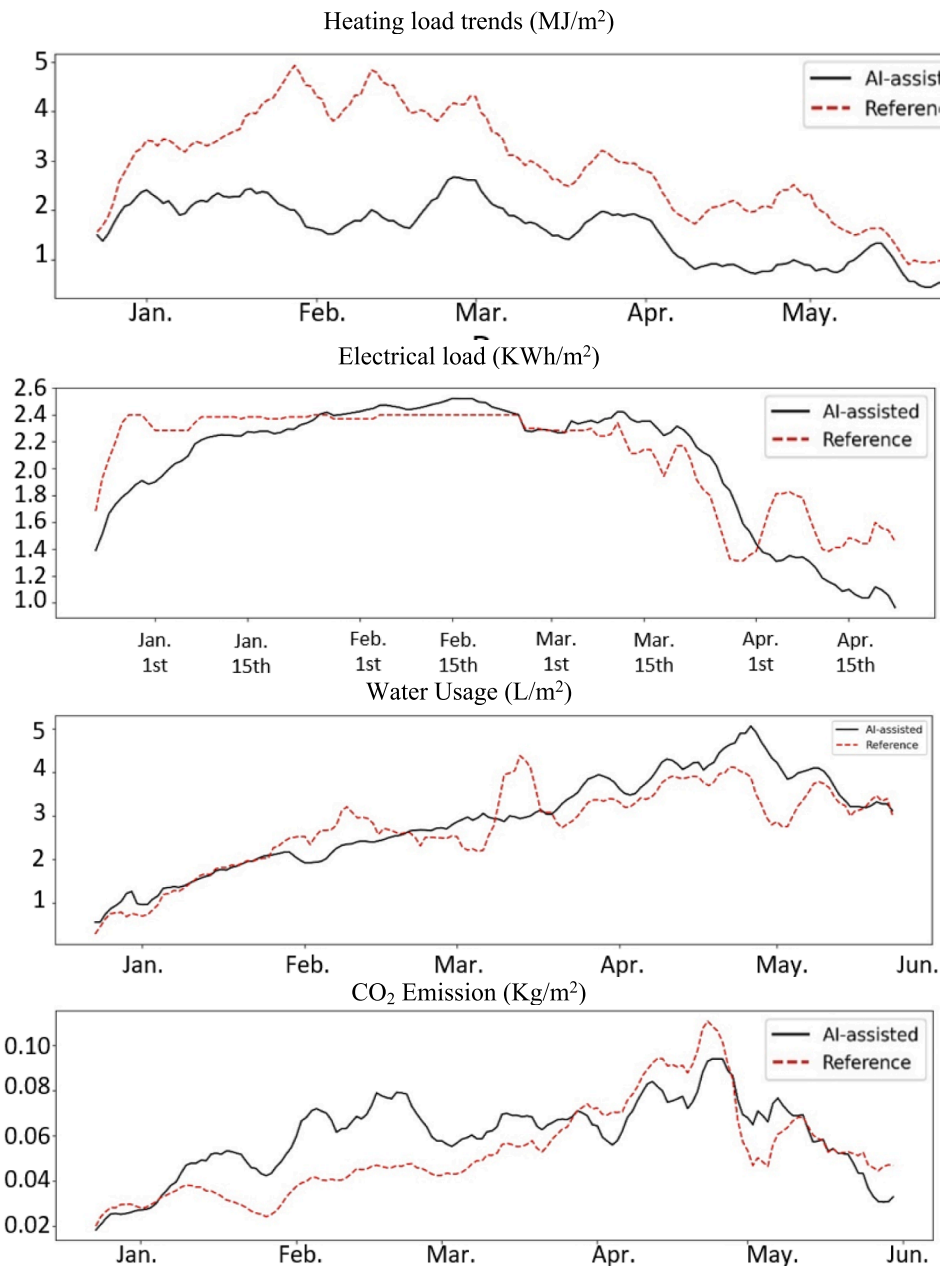 Heating load trends (MJ/m²)
5
4
3
2
1
AI-assis
Referen
Jan. Feb. Mar. Apr. May.
Electrical load (KWh/m²)
2.6
2.4
2.2
2.0
1.8
1.6
1.4
1.2
1.0
AI-assisted
Reference
Jan. Jan. Feb. Feb. Mar. Mar. Apr. Apr.
1st 15th 1st 15th 1st 15th 1st 15th
Water Usage (L/m²)
5
4
3
2
1
AI-assisted
Reference
Jan. Feb. Mar. Apr. May. Jun.
CO₂ Emission (Kg/m²)
0.10
0.08
0.06
0.04
0.02
AI-assisted
Reference
Jan. Feb. Mar. Apr. May. Jun.